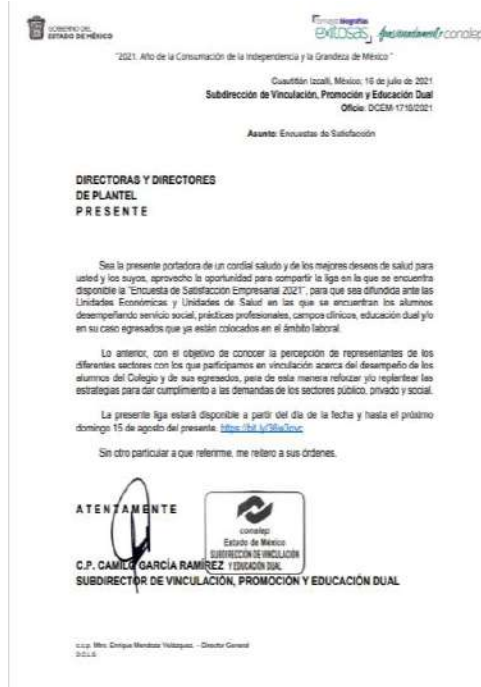 GOBIERNO DEL
ESTADO DE MÉXICO
exitosas, conalep
"2021. Año de la Consumación de la Independencia y la Grandeza de México"
Cuautitlán Izcalli, México; 16 de julio de 2021
Subdirección de Vinculación, Promoción y Educación Dual
Oficio: DCEM-1716/2021
Asunto: Encuestas de Satisfacción
DIRECTORAS Y DIRECTORES
DE PLANTEL
P R E S E N T E
Sea la presente portadora de un cordial saludo y de los mejores deseos de salud para
usted y los suyos, aprovecho la oportunidad para compartir la liga en la que se encuentra
disponible la "Encuesta de Satisfacción Empresarial 2021", para que sea difundida ante las
Unidades Económicas y Unidades de Salud en las que se encuentran los alumnos
desempeñando servicio social, prácticas profesionales, campos clínicos, educación dual y/o
en su caso egresados que ya están colocados en el ámbito laboral.
Lo anterior, con el objetivo de conocer la percepción de representantes de los
diferentes sectores con los que participamos en vinculación acerca del desempeño de los
alumnos del Colegio y de sus egresados, para de esta manera reforzar y/o replantear las
estrategias para dar cumplimiento a las demandas de los sectores público, privado y social.
La presente liga estará disponible a partir del día de la fecha y hasta el próximo
domingo 15 de agosto del presente.
Sin otro particular a que referirme, me reitero a sus órdenes.
A T E N T A M E N T E
conalep
Estado de México
SUBDIRECCIÓN DE VINCULACIÓN
Y EDUCACIÓN DUAL
C.P. CAMILO GARCÍA RAMÍREZ
SUBDIRECTOR DE VINCULACIÓN, PROMOCIÓN Y EDUCACIÓN DUAL
c.c.p. Mtro. Enrique Mendoza Velázquez. - Director General